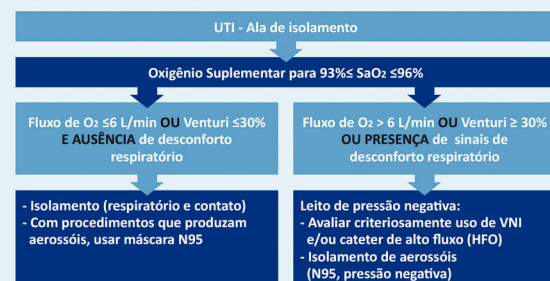 UTI - Ala de isolamento
Oxigênio Suplementar para 93%≤ SaO₂ ≤96%
Fluxo de O₂ ≤6 L/min OU Venturi ≤30%
E AUSÊNCIA de desconforto
respiratório
Fluxo de O₂ > 6 L/min OU Venturi ≥ 30%
OU PRESENÇA de sinais de
desconforto respiratório
- Isolamento (respiratório e contato)
- Com procedimentos que produzam
aerossóis, usar máscara N95
Leito de pressão negativa:
- Avaliar criteriosamente uso de VNI
e/ou cateter de alto fluxo (HFO)
- Isolamento de aerossóis
(N95, pressão negativa)